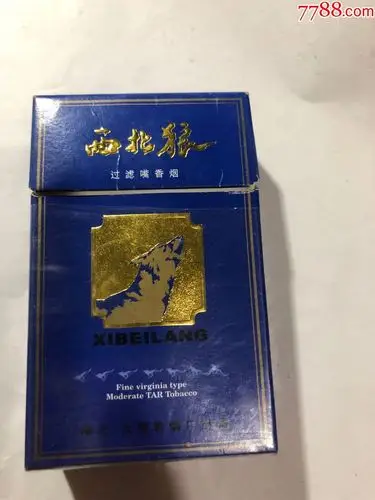 7788.com
西北狼
过滤嘴香烟
XIBEILANG
Fine virginia type
Moderate TAR Tobacco